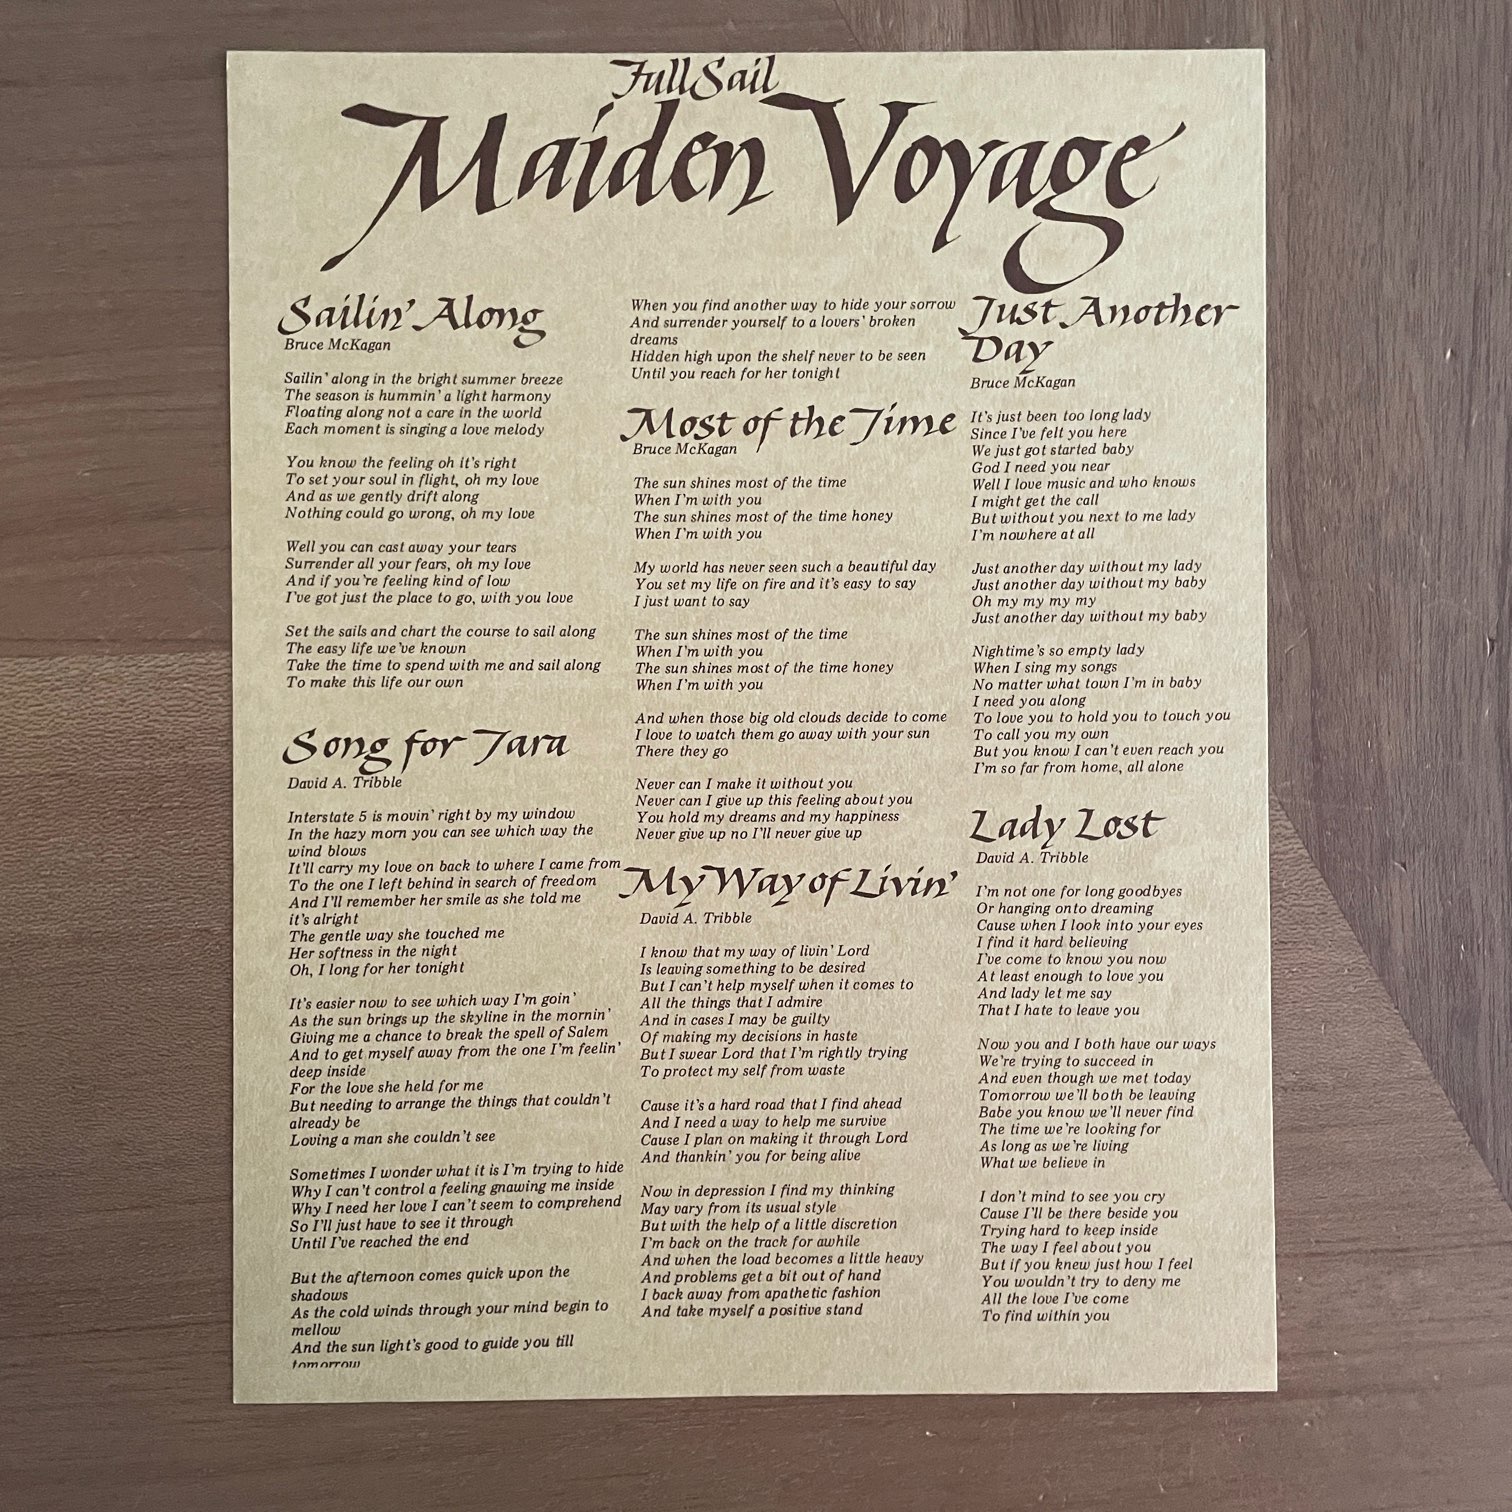 FullSail
Maiden Voyage
Sailin' Along
Bruce McKagan
Sailin' along in the bright summer breeze
The season is hummin' a light harmony
Floating along not a care in the world
Each moment is singing a love melody
You know the feeling oh it's right
To set your soul in flight, oh my love
And as we gently drift along
Nothing could go wrong, oh my love
Well you can cast away your tears
Surrender all your fears, oh my love
And if you're feeling kind of low
I've got just the place to go, with you love
Set the sails and chart the course to sail along
The easy life we've known
Take the time to spend with me and sail along
To make this life our own
Song for Tara
David A. Tribble
Interstate 5 is movin' right by my window
In the hazy morn you can see which way the
wind blows
It'll carry my love on back to where I came from
To the one I left behind in search of freedom
And I'll remember her smile as she told me
it's alright
The gentle way she touched me
Her softness in the night
Oh, I long for her tonight
It's easier now to see which way I'm goin'
As the sun brings up the skyline in the mornin'
Giving me a chance to break the spell of Salem
And to get myself away from the one I'm feelin'
deep inside
For the love she held for me
But needing to arrange the things that couldn't
already be
Loving a man she couldn't see
Sometimes I wonder what it is I'm trying to hide
Why I can't control a feeling gnawing me inside
Why I need her love I can't seem to comprehend
So I'll just have to see it through
Until I've reached the end
But the afternoon comes quick upon the
shadows
As the cold winds through your mind begin to
mellow
And the sun light's good to guide you till
tomorrow
When you find another way to hide your sorrow
And surrender yourself to a lovers' broken
dreams
Hidden high upon the shelf never to be seen
Until you reach for her tonight
Most of the Time
Bruce McKagan
The sun shines most of the time
When I'm with you
The sun shines most of the time honey
When I'm with you
My world has never seen such a beautiful day
You set my life on fire and it's easy to say
I just want to say
The sun shines most of the time
When I'm with you
The sun shines most of the time honey
When I'm with you
And when those big old clouds decide to come
I love to watch them go away with your sun
There they go
Never can I make it without you
Never can I give up this feeling about you
You hold my dreams and my happiness
Never give up no I'll never give up
My Way of Livin'
David A. Tribble
I know that my way of livin' Lord
Is leaving something to be desired
But I can't help myself when it comes to
All the things that I admire
And in cases I may be guilty
Of making my decisions in haste
But I swear Lord that I'm rightly trying
To protect my self from waste
Cause it's a hard road that I find ahead
And I need a way to help me survive
Cause I plan on making it through Lord
And thankin' you for being alive
Now in depression I find my thinking
May vary from its usual style
But with the help of a little discretion
I'm back on the track for awhile
And when the load becomes a little heavy
And problems get a bit out of hand
I back away from apathetic fashion
And take myself a positive stand
Just Another
Day
Bruce McKagan
It's just been too long lady
Since I've felt you here
We just got started baby
God I need you near
Well I love music and who knows
I might get the call
But without you next to me lady
I'm nowhere at all
Just another day without my lady
Just another day without my baby
Oh my my my my
Just another day without my baby
Nightime's so empty lady
When I sing my songs
No matter what town I'm in baby
I need you along
To love you to hold you to touch you
To call you my own
But you know I can't even reach you
I'm so far from home, all alone
Lady Lost
David A. Tribble
I'm not one for long goodbyes
Or hanging onto dreaming
Cause when I look into your eyes
I find it hard believing
I've come to know you now
At least enough to love you
And lady let me say
That I hate to leave you
Now you and I both have our ways
We're trying to succeed in
And even though we met today
Tomorrow we'll both be leaving
Babe you know we'll never find
The time we're looking for
As long as we're living
What we believe in
I don't mind to see you cry
Cause I'll be there beside you
Trying hard to keep inside
The way I feel about you
But if you knew just how I feel
You wouldn't try to deny me
All the love I've come
To find within you